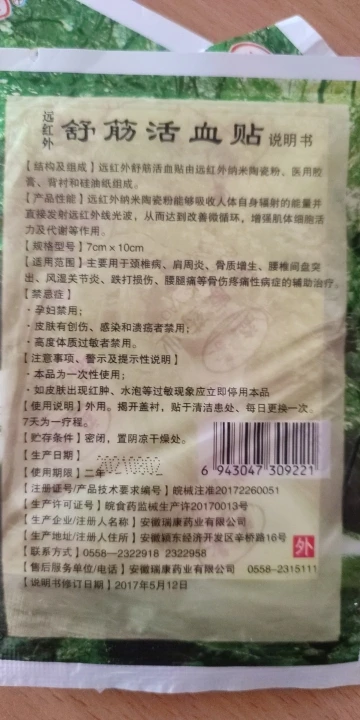 远红外 舒筋活血贴 说明书
【结构及组成】远红外舒筋活血贴由远红外纳米陶瓷粉、医用胶
膏、背衬和硅油纸组成。
【产品性能】远红外纳米陶瓷粉能够吸收人体自身辐射的能量并
直接发射远红外线光波，从而达到改善微循环，增强肌体细胞活
力及代谢等作用。
【规格型号】7cm×10cm
【适用范围】主要用于颈椎病、肩周炎、骨质增生、腰椎间盘突
出、风湿关节炎、跌打损伤、腰腿痛等骨伤疼痛性病症的辅助治疗。
【禁忌症】
·孕妇禁用；
·皮肤有创伤、感染和溃疡者禁用；
·高度体质过敏者禁用。
【注意事项、警示及提示性说明】
·本品为一次性使用；
·如皮肤出现红肿、水泡等过敏现象应立即停用本品
【使用说明】外用。揭开盖衬，贴于清洁患处、每日更换一次。
7天为一疗程。
【贮存条件】密闭，置阴凉干燥处。
【生产日期】
20210302
【使用期限】二年
6 943047 309221
【注册证号/产品技术要求编号】皖械注准20172260051
【生产许可证号】皖食药监械生产许20170013号
【生产企业/注册人名称】安徽瑞康药业有限公司
【生产地址/注册人住所】安徽颍东经济开发区辛桥路16号
外
【联系方式】0558—2322918 2322958
【售后服务单位/电话】安徽瑞康药业有限公司 0558-2315111
【说明书修订日期】2017年5月12日